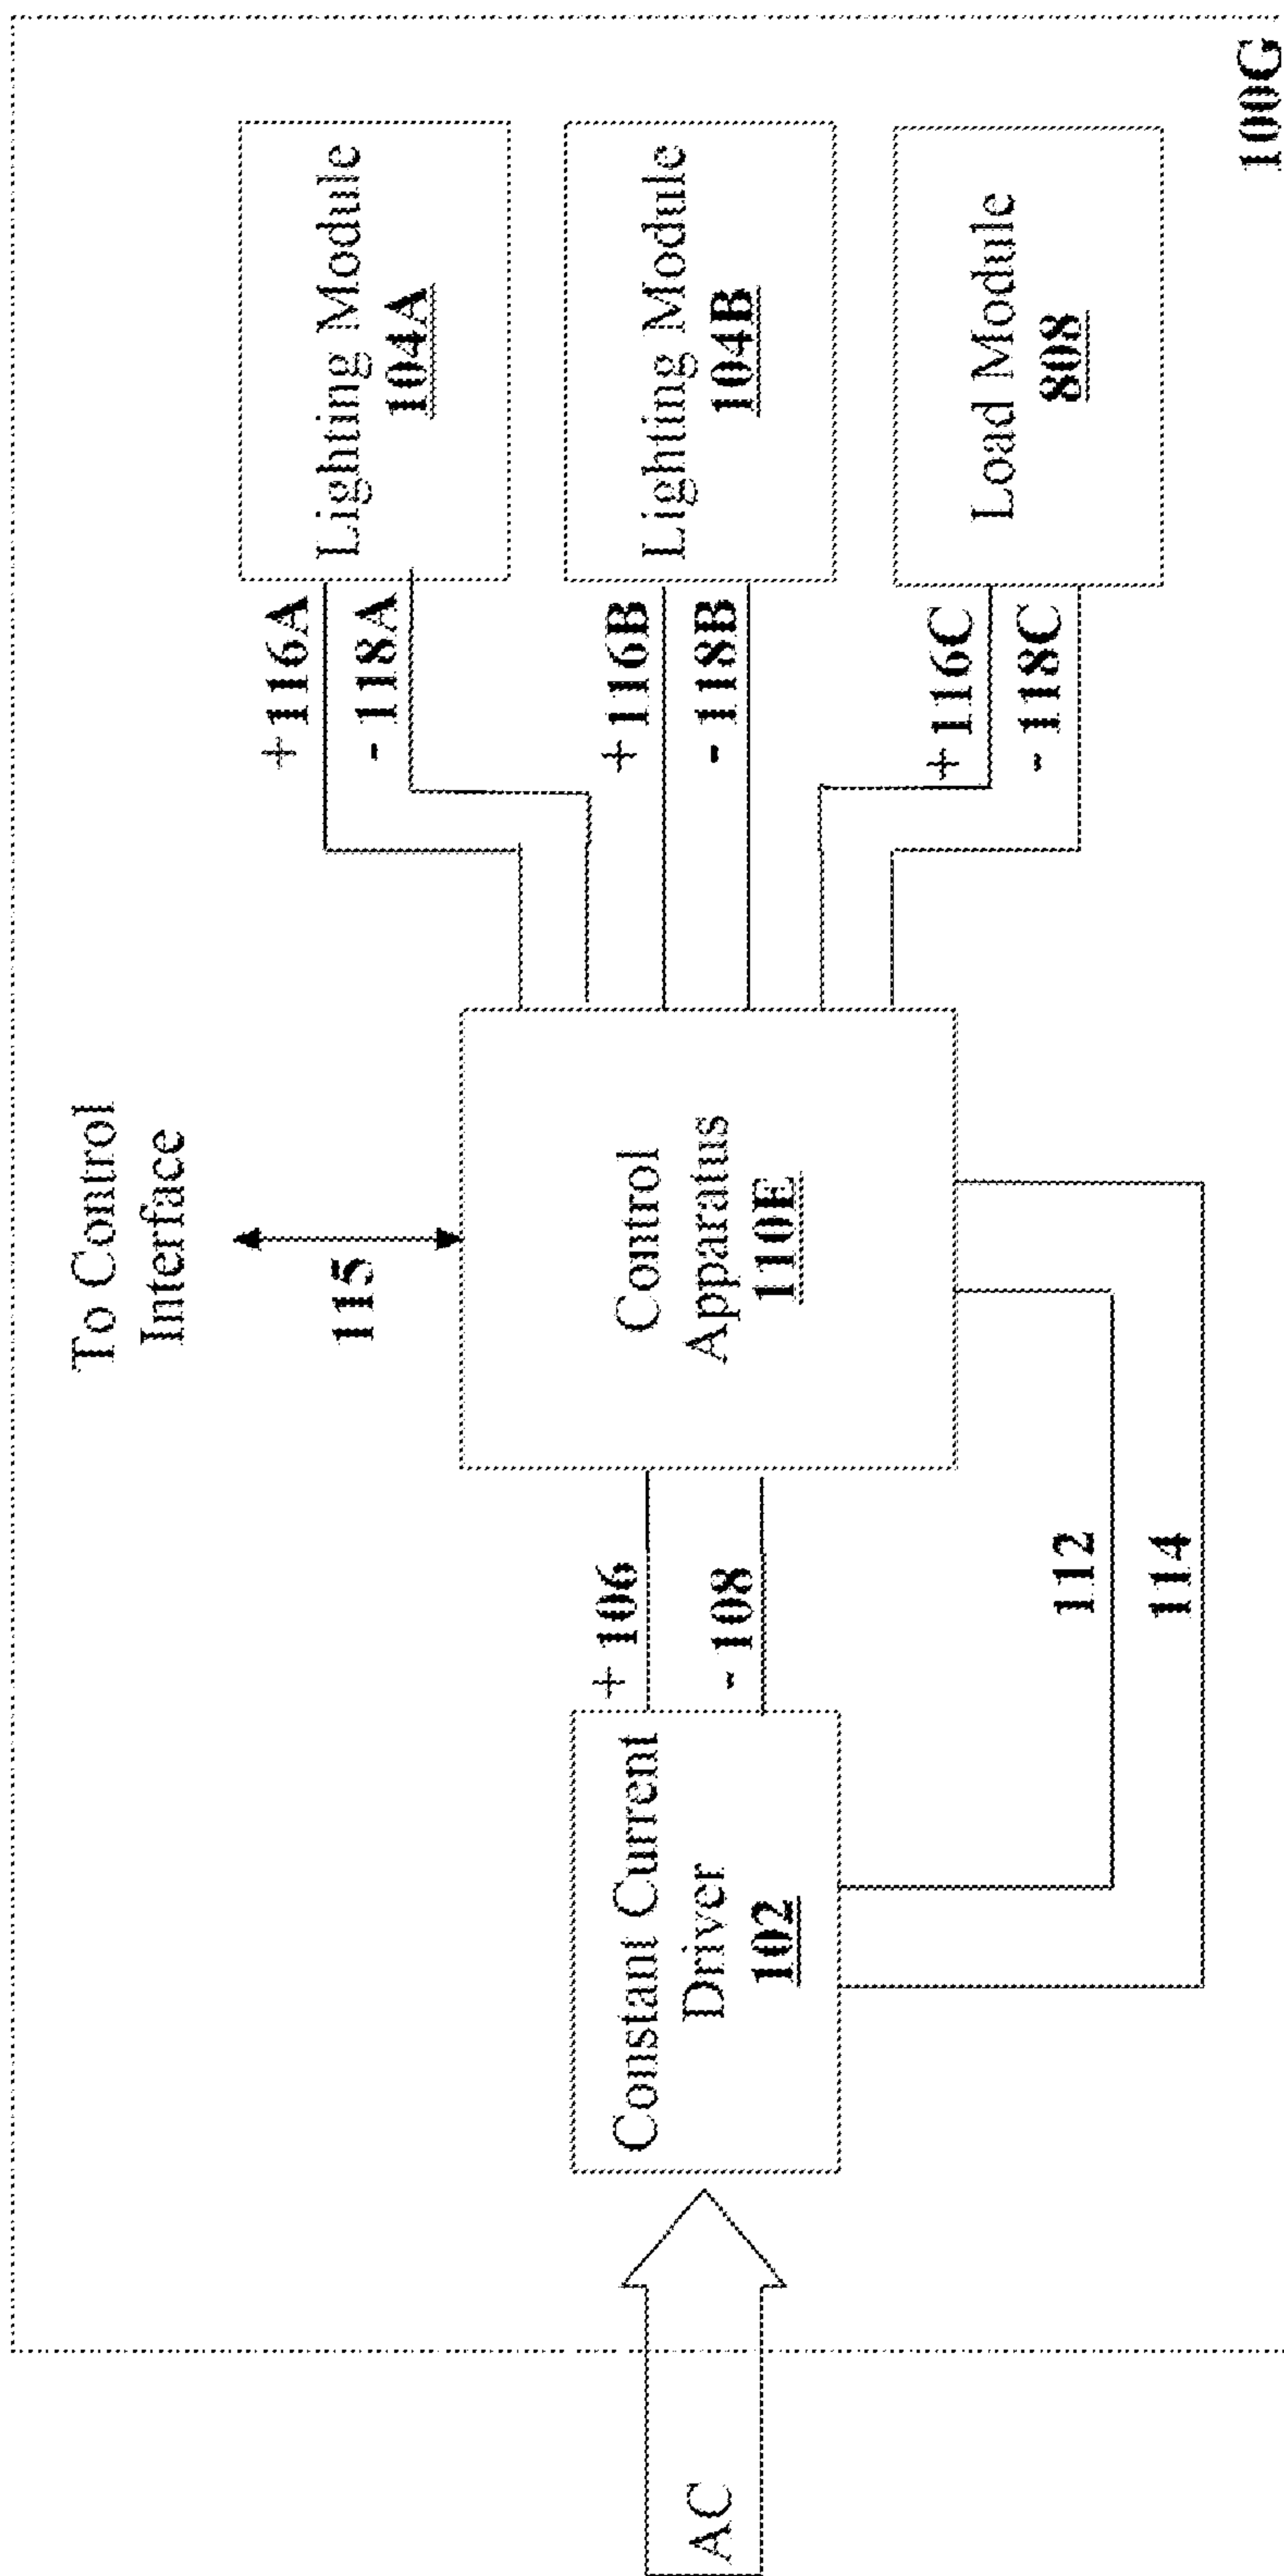 To Control
Interface
115
AC
Constant Current
Driver
102
+ 106
- 108
112
114
Control
Apparatus
110E
+116A
- 118A
+116B
- 118B
+116C
- 118C
Lighting Module
104A
Lighting Module
104B
Load Module
808
100G